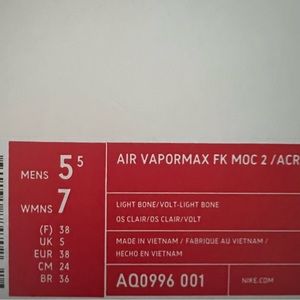 MENS 5 5
WMNS 7
(F) 38
UK 5
EUR 38
CM 24
BR 36
AIR VAPORMAX FK MOC 2 /ACR
LIGHT BONE/VOLT-LIGHT BONE
OS CLAIR/OS CLAIR/VOLT
MADE IN VIETNAM / FABRIQUE AU VIETNAM /
HECHO EN VIETNAM
AQ0996 001
NIKE.COM